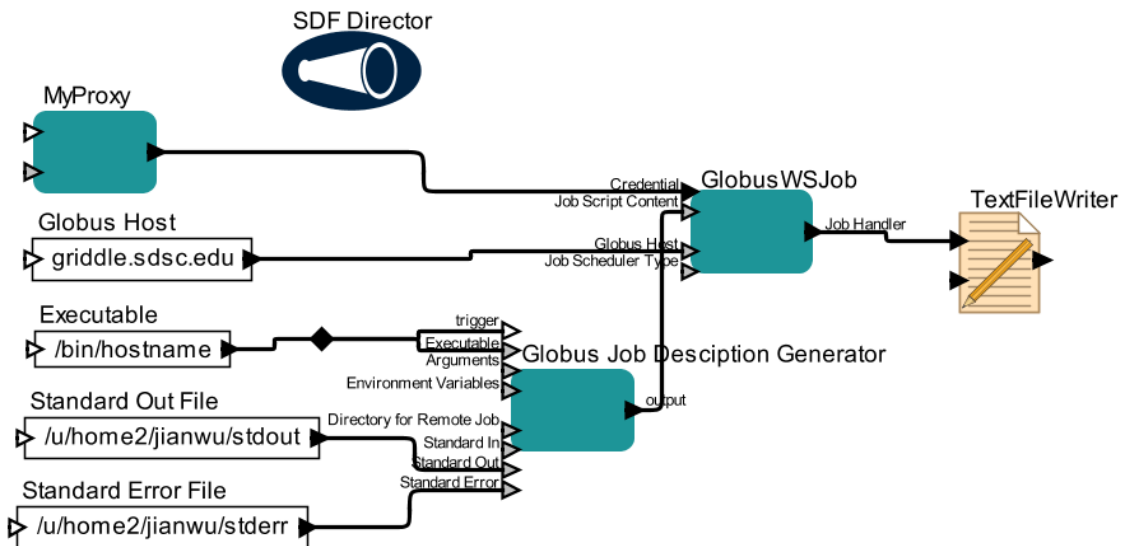 SDF Director
MyProxy
Credential
GlobusWSJob
Job Script Content
TextFileWriter
Globus Host
Job Handler
griddle.sdsc.edu
Globus Host
Job Scheduler Type
Executable
trigger
/bin/hostname
Executable
Globus Job Desciption Generator
Arguments
Environment Variables
Standard Out File
output
Directory for Remote Job
/u/home2/jianwu/stdout
Standard In
Standard Out
Standard Error File
Standard Error
/u/home2/jianwu/stderr